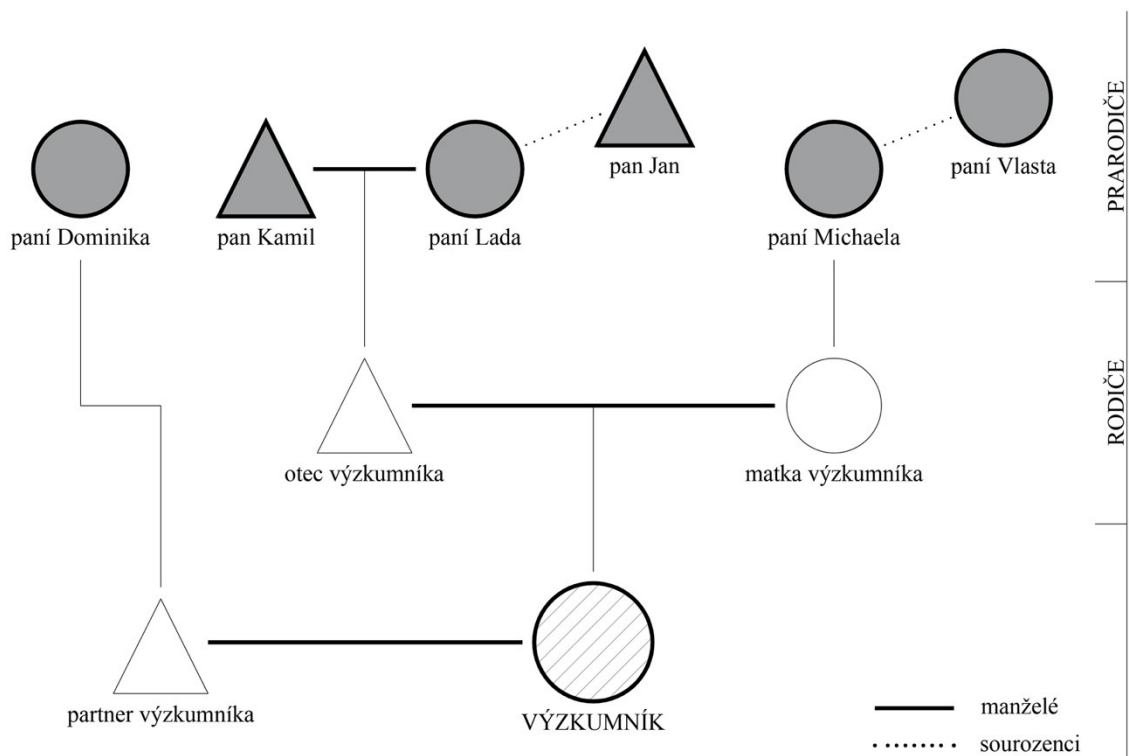 paní Dominika
pan Kamil
paní Lada
pan Jan
paní Michaela
paní Vlasta
PRARODIČE
otec výzkumníka
matka výzkumníka
RODIČE
partner výzkumníka
VÝZKUMNÍK
manželé
sourozenci